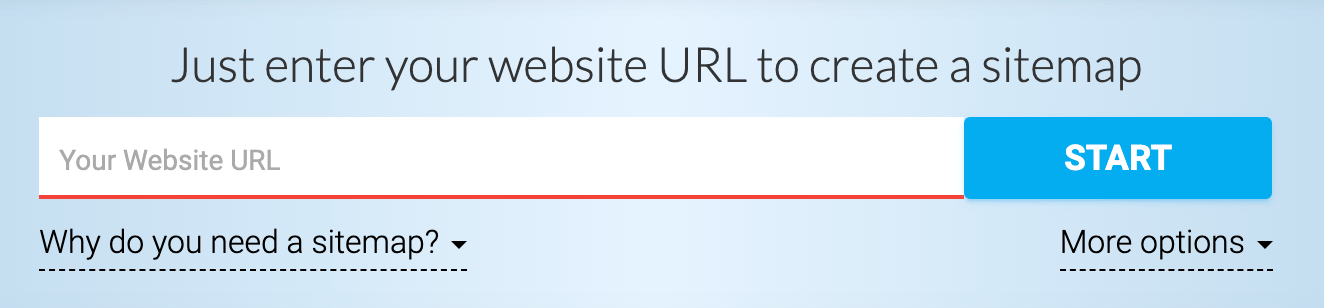 Just enter your website URL to create a sitemap
Your Website URL
START
Why do you need a sitemap?
More options